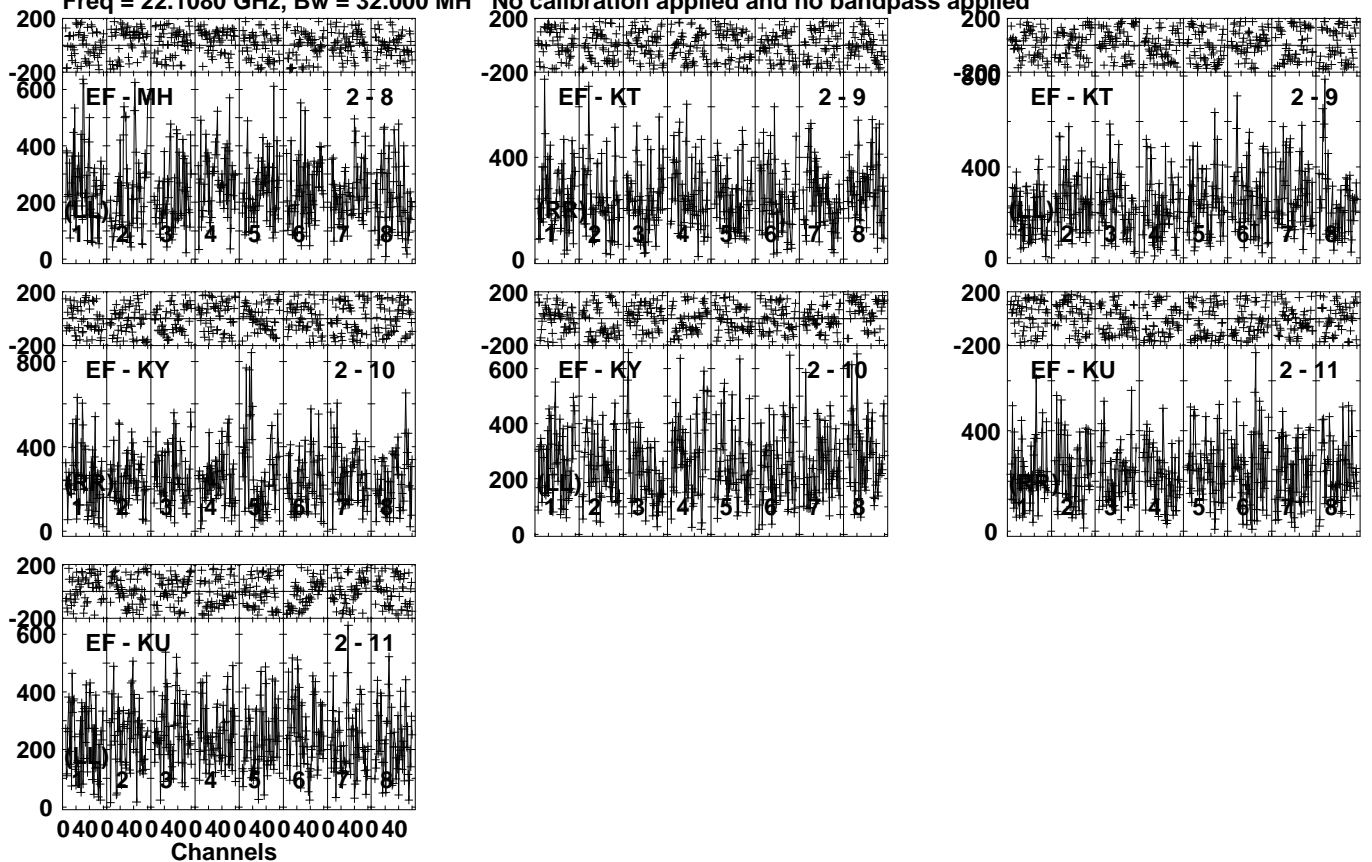 Freq = 22.1080 GHz, Bw = 32.000 MH No calibration applied and no bandpass applied
200 200 200
-200 -200 -200
600 EF - MH 2 - 8 EF - KT 2 - 9 800 EF - KT 2 - 9
400 400 400
200
(LL) (RR) (LL)
1 2 3 4 5 6 7 8 1 2 3 4 5 6 7 8 1 2 3 4 5 6 7 8
0 0 0
200 200 200
-200 -200 -200
800 EF - KY 2 - 10 600 EF - KY 2 - 10 EF - KU 2 - 11
400 400 400
200
(RR) (LL) (RR)
1 2 3 4 5 6 7 8 1 2 3 4 5 6 7 8 1 2 3 4 5 6 7 8
0 0 0
200
-200
600 EF - KU 2 - 11
400
200
(LL)
1 2 3 4 5 6 7 8
0
0 40 0 40 0 40 0 40 0 40 0 40 0 40 0 40
Channels